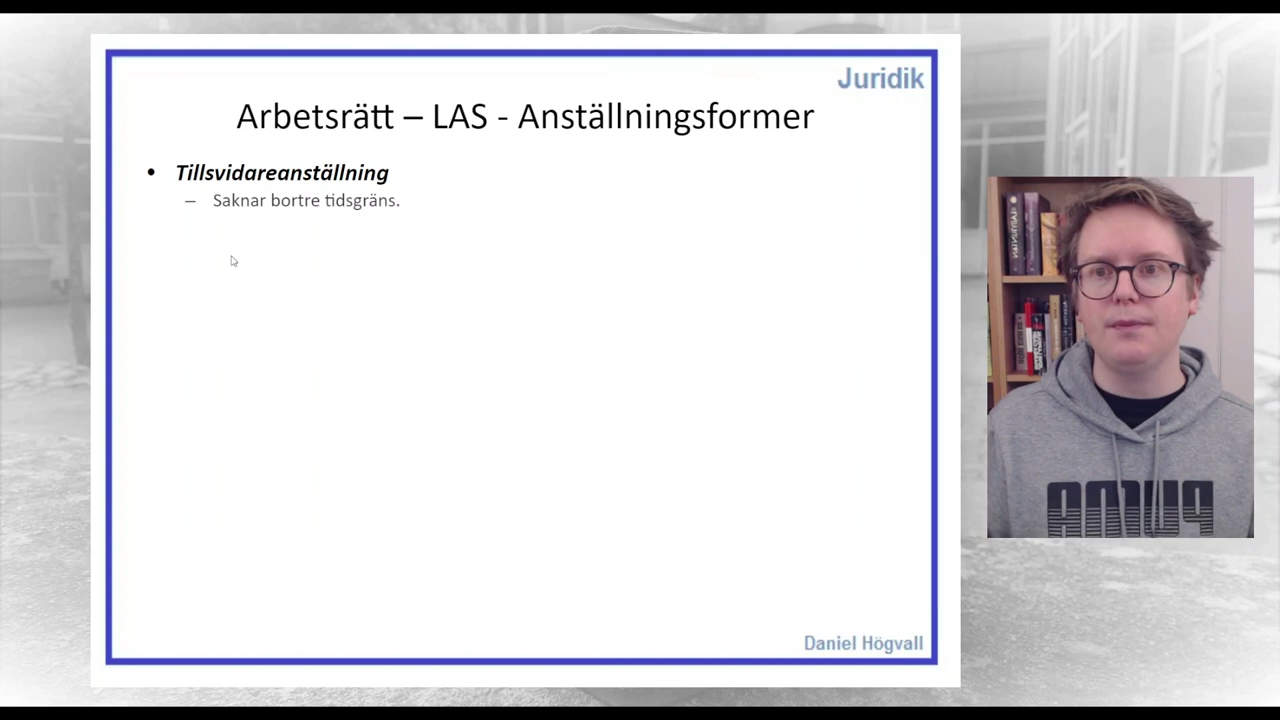 Juridik
Arbetsrätt – LAS - Anställningsformer
• Tillsvidareanställning
– Saknar bortre tidsgräns.
Daniel Högvall